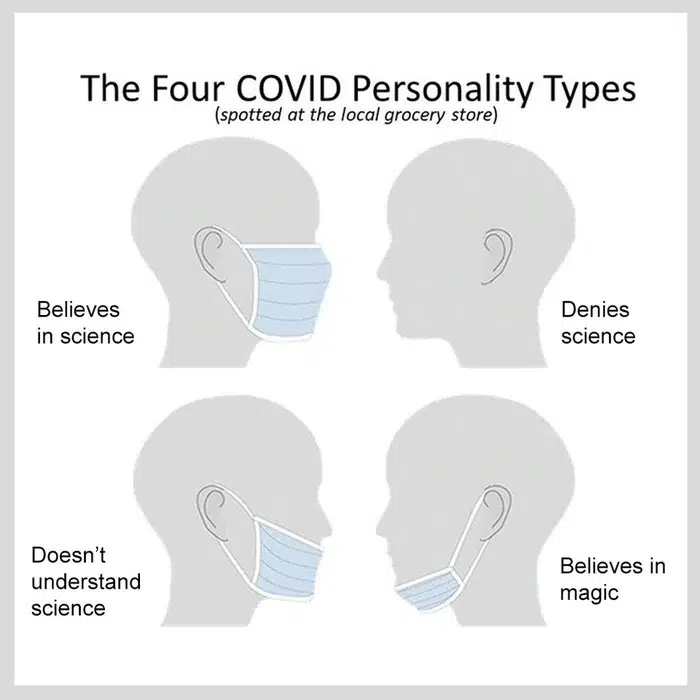 The Four COVID Personality Types
(spotted at the local grocery store)
Believes
in science
Denies
science
Doesn’t
understand
science
Believes in
magic